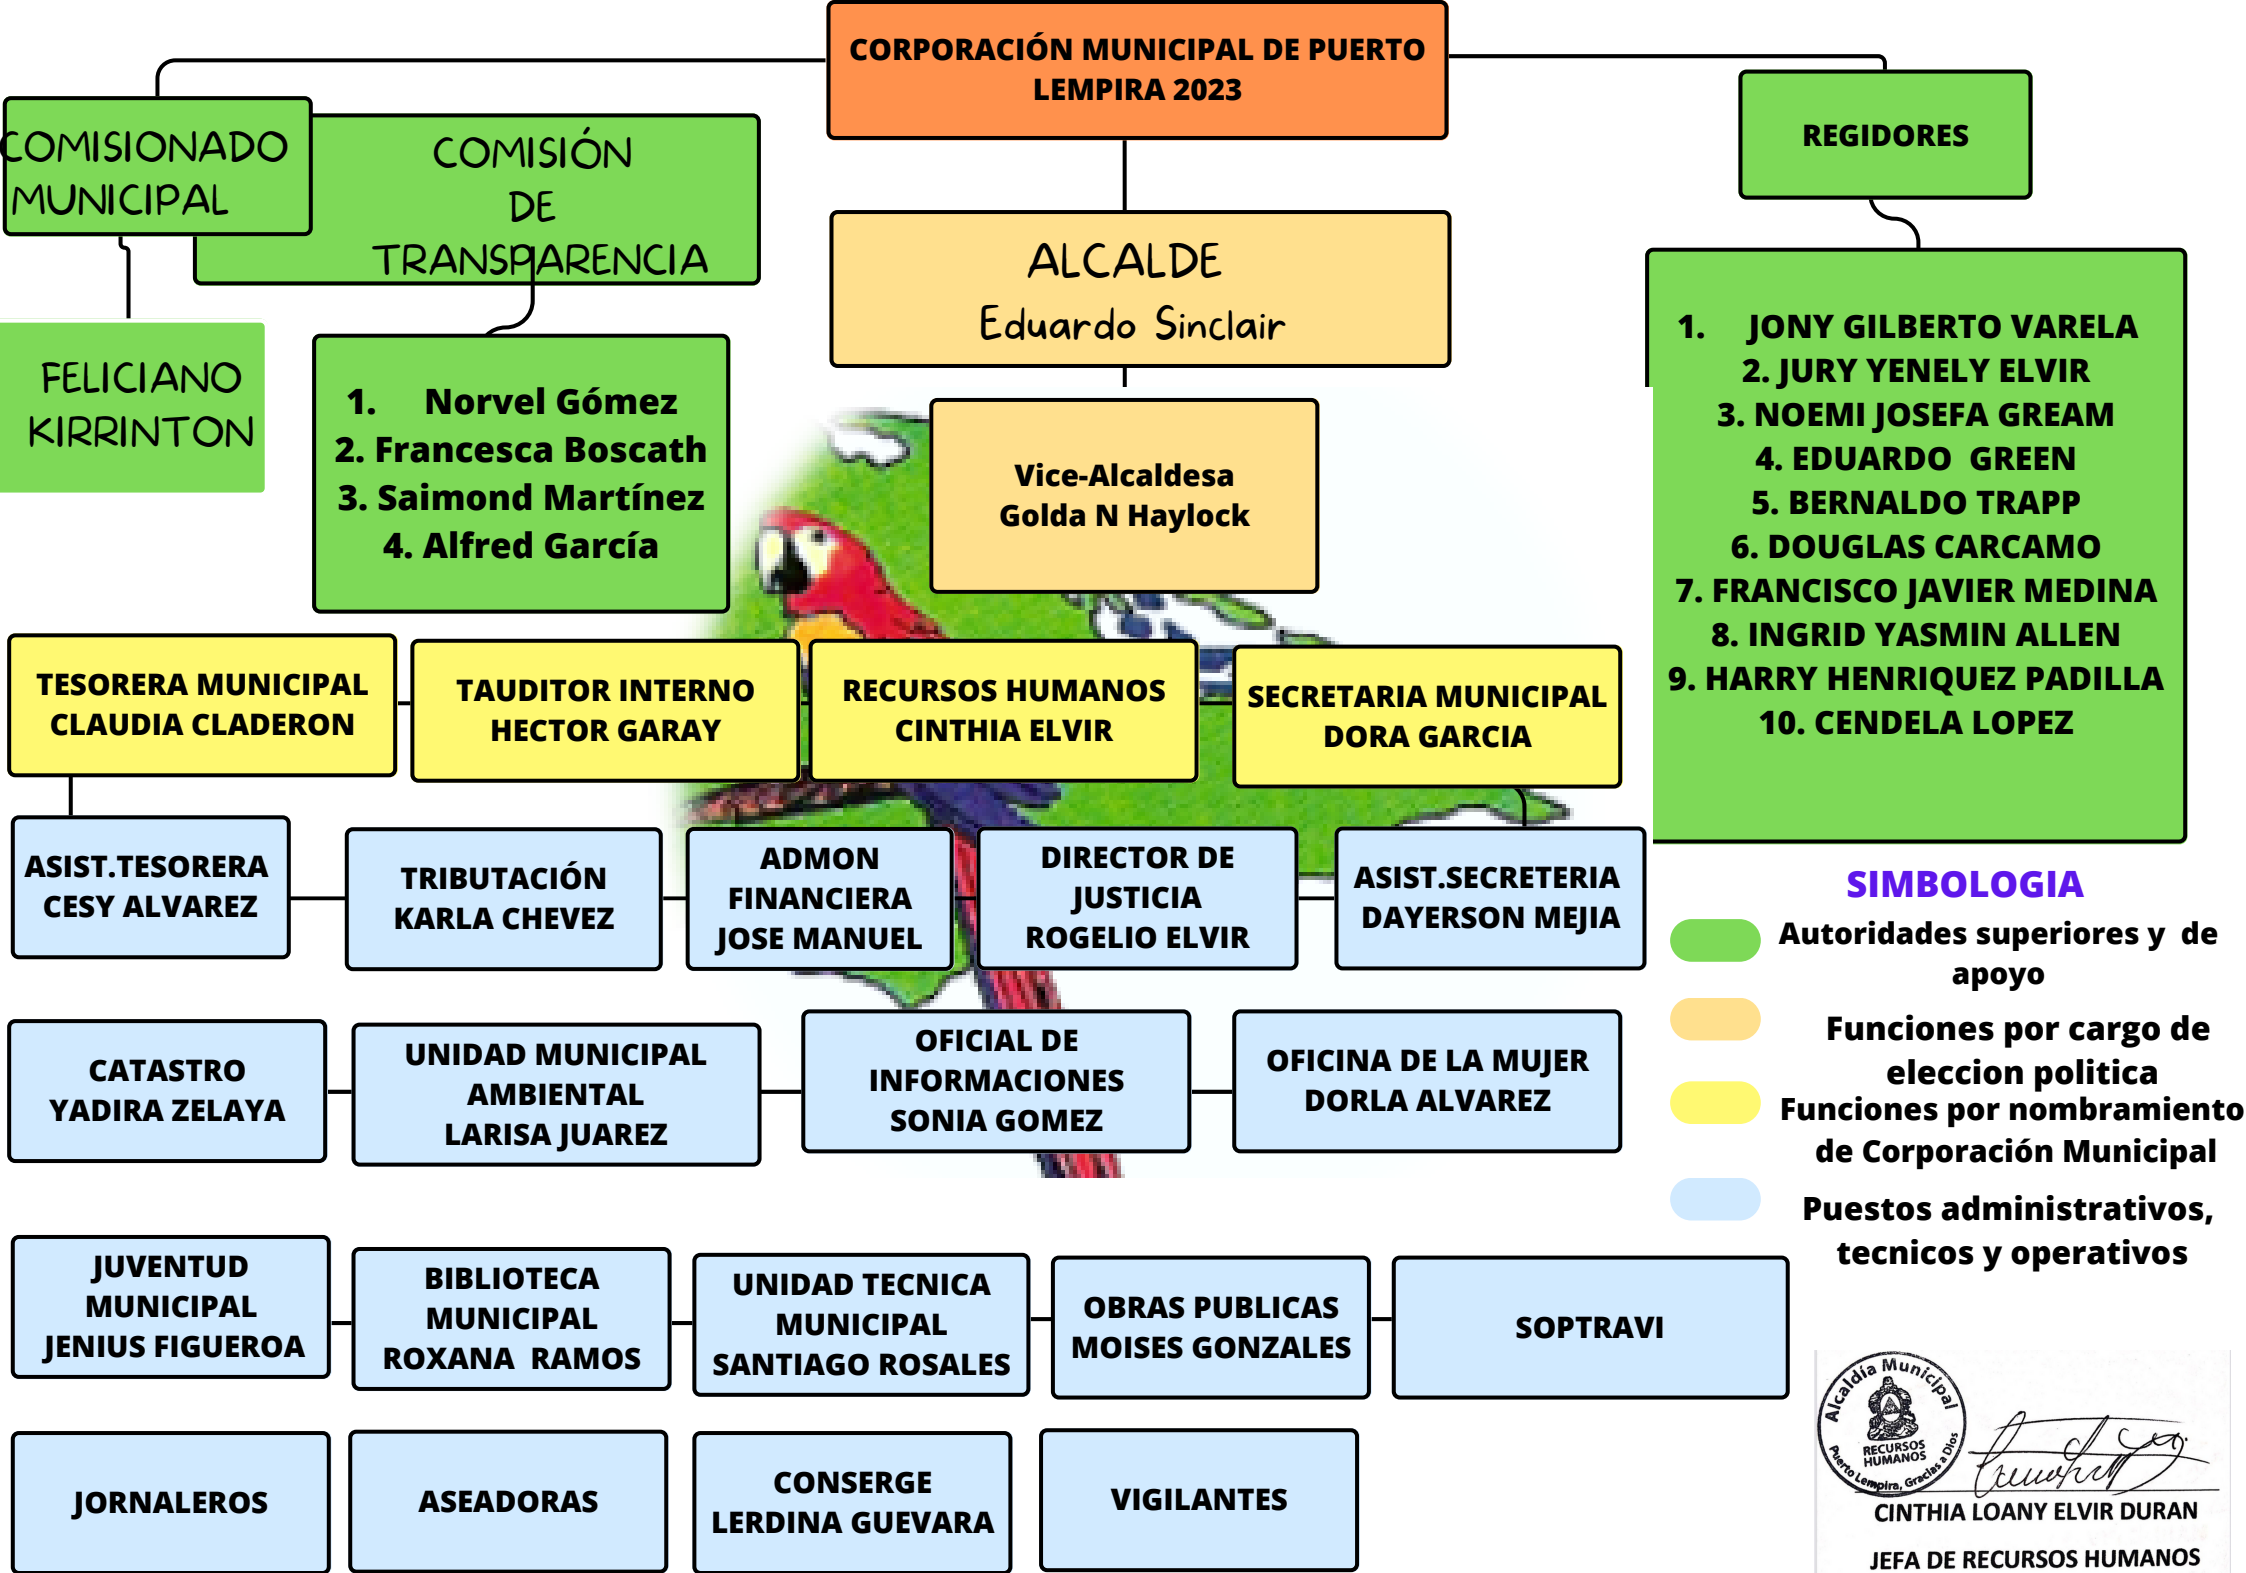 CORPORACIÓN MUNICIPAL DE PUERTO
LEMPIRA 2023
COMISIONADO
MUNICIPAL
COMISIÓN
DE
TRANSPARENCIA
ALCALDE
Eduardo Sinclair
REGIDORES
FELICIANO
KIRRINTON
1. Norvel Gómez
2. Francesca Boscath
3. Saimond Martínez
4. Alfred García
Vice-Alcaldesa
Golda N Haylock
1. JONY GILBERTO VARELA
2. JURY YENELY ELVIR
3. NOEMI JOSEFA GREAM
4. EDUARDO GREEN
5. BERNALDO TRAPP
6. DOUGLAS CARCAMO
7. FRANCISCO JAVIER MEDINA
8. INGRID YASMIN ALLEN
9. HARRY HENRIQUEZ PADILLA
10. CENDELA LOPEZ
TESORERA MUNICIPAL
CLAUDIA CLADERON
TAUDITOR INTERNO
HECTOR GARAY
RECURSOS HUMANOS
CINTHIA ELVIR
SECRETARIA MUNICIPAL
DORA GARCIA
ASIST.TESORERA
CESY ALVAREZ
TRIBUTACIÓN
KARLA CHEVEZ
ADMON
FINANCIERA
JOSE MANUEL
DIRECTOR DE
JUSTICIA
ROGELIO ELVIR
ASIST.SECRETERIA
DAYERSON MEJIA
CATASTRO
YADIRA ZELAYA
UNIDAD MUNICIPAL
AMBIENTAL
LARISA JUAREZ
OFICIAL DE
INFORMACIONES
SONIA GOMEZ
OFICINA DE LA MUJER
DORLA ALVAREZ
JUVENTUD
MUNICIPAL
JENIUS FIGUEROA
BIBLIOTECA
MUNICIPAL
ROXANA RAMOS
UNIDAD TECNICA
MUNICIPAL
SANTIAGO ROSALES
OBRAS PUBLICAS
MOISES GONZALES
SOPTRAVI
JORNALEROS
ASEADORAS
CONSERGE
LERDINA GUEVARA
VIGILANTES
SIMBOLOGIA
Autoridades superiores y de
apoyo
Funciones por cargo de
eleccion politica
Funciones por nombramiento
de Corporación Municipal
Puestos administrativos,
tecnicos y operativos
Alcaldía Municipal
RECURSOS
HUMANOS
Puerto Lempira, Gracias a Dios
CINTHIA LOANY ELVIR DURAN
JEFA DE RECURSOS HUMANOS